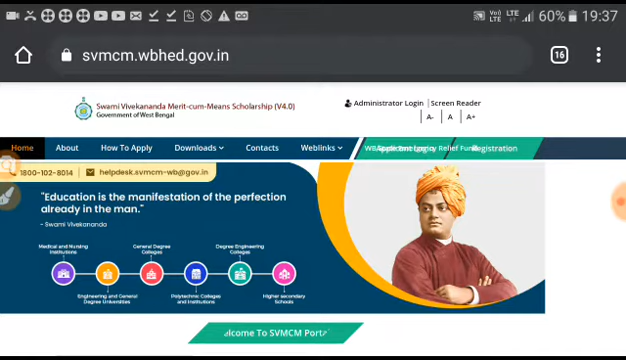 LTE 60% 19:37
svmcm.wbhed.gov.in 16
Swami Vivekananda Merit-cum-Means Scholarship (V4.0)
Government of West Bengal
Administrator Login | Screen Reader
| A- | A | A+
Home About How To Apply Downloads Contacts Weblinks Registration
1800-102-8014 helpdesk.svmcm-wb@gov.in
"Education is the manifestation of the perfection
already in the man."
- Swami Vivekananda
Medical and Nursing
Institutions
General Degree
Colleges
Degree Engineering
Colleges
Engineering and General
Degree Universities
Polytechnic Colleges
and Institutions
Higher secondary
Schools
To SVMCM